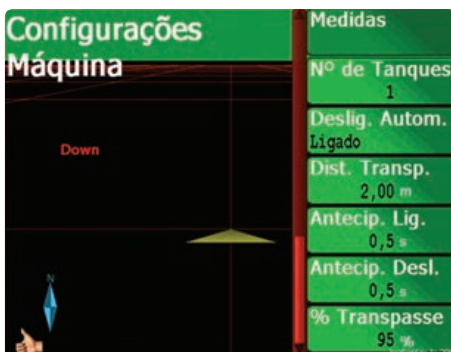 Configurações
Máquina
Down
N
Medidas
Nº de Tanques
1
Deslig. Autom.
Ligado
Dist. Transp.
2,00 m
Antecip. Lig.
0,5 s
Antecip. Desl.
0,5 s
% Transpasse
95 %